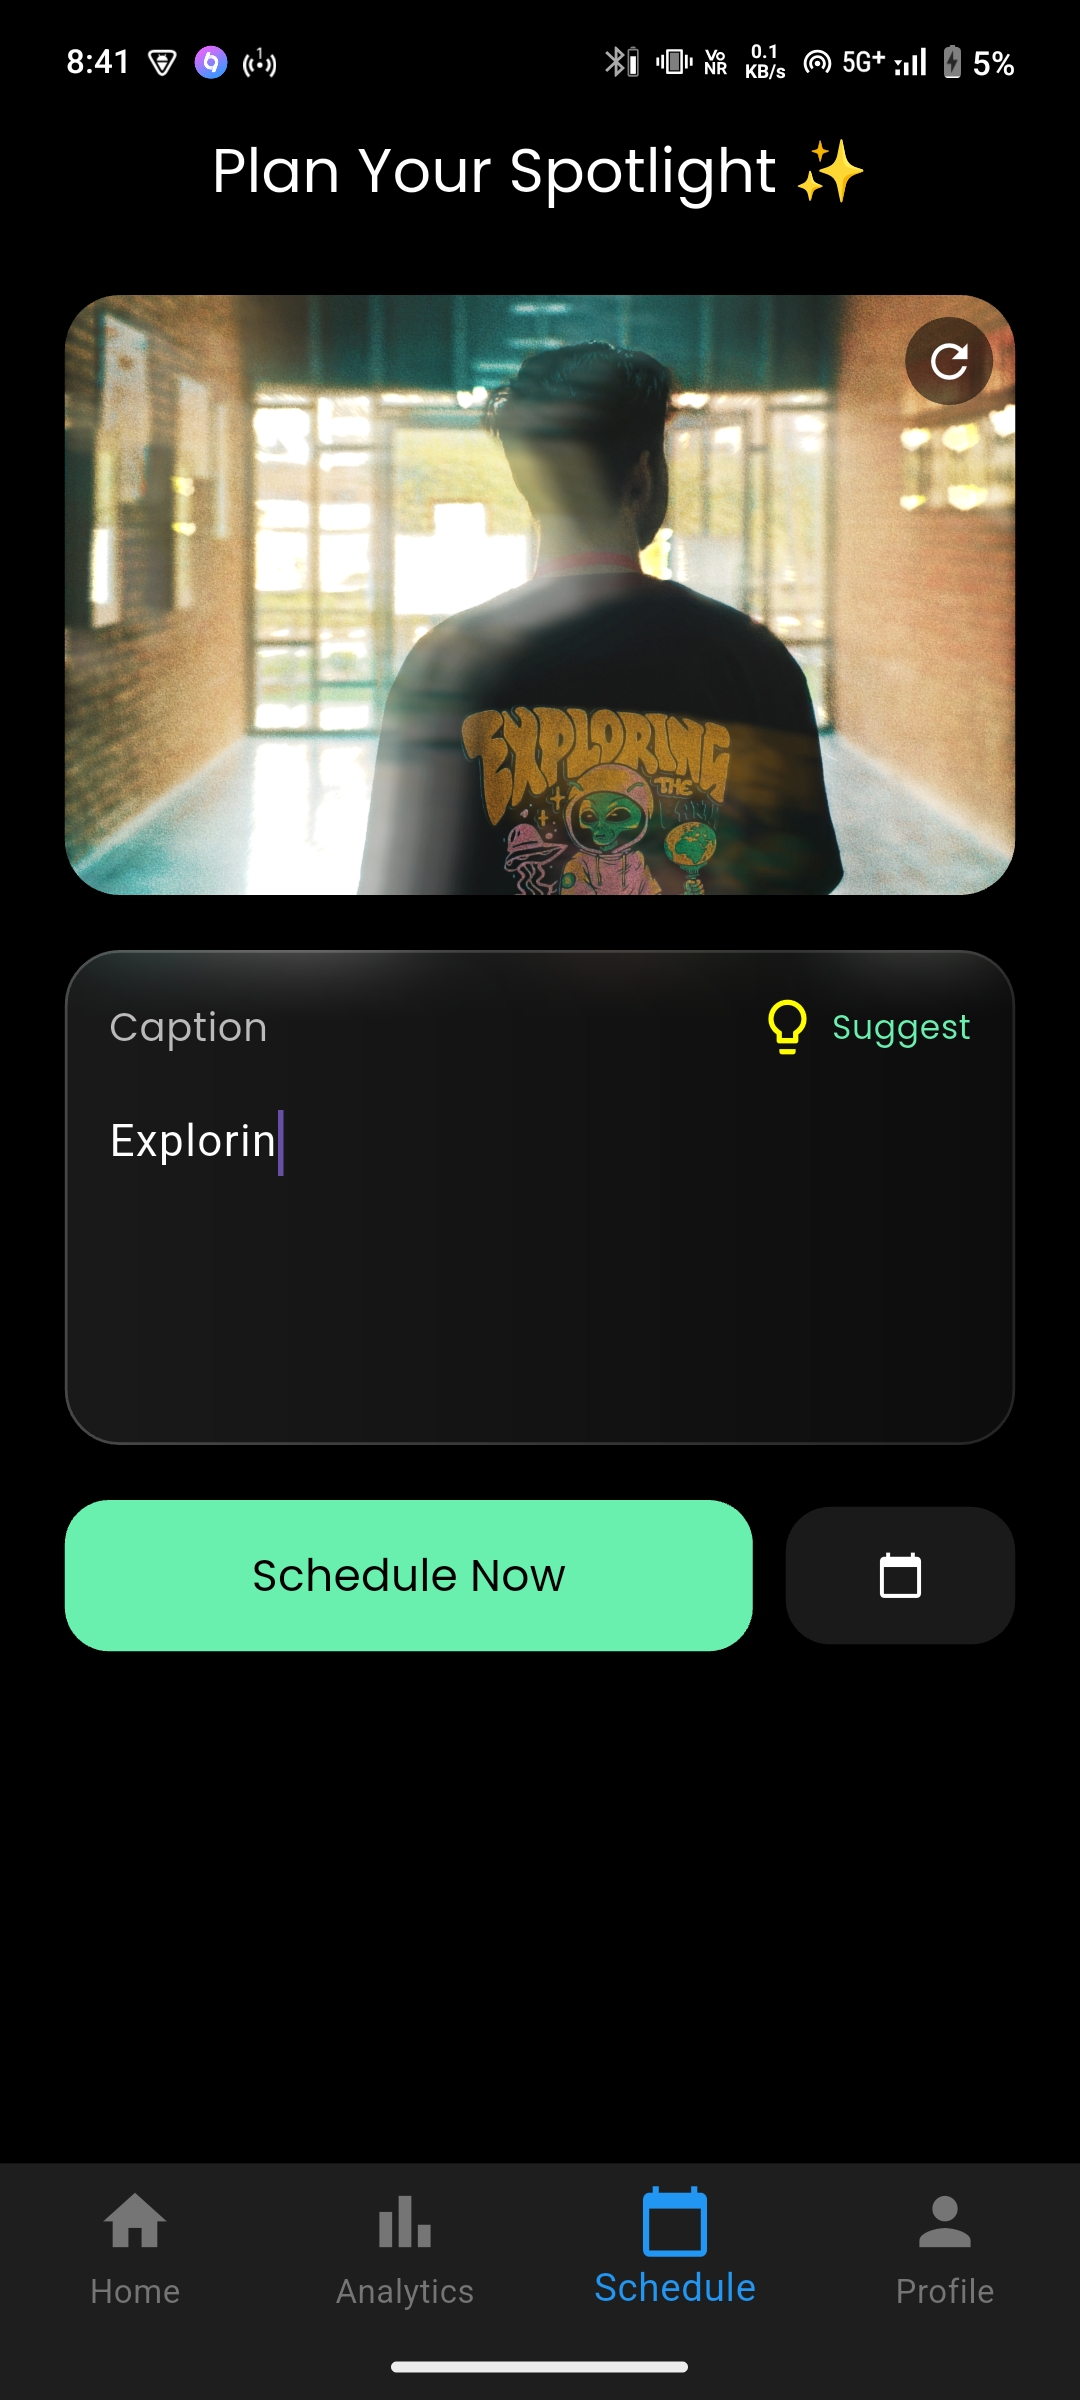 8:41 1 Vo NR 0.1 KB/s 5G+ 5%
Plan Your Spotlight ✨
EXPLORING
THE
Caption
Suggest
Explorin
Schedule Now
Home Analytics Schedule Profile